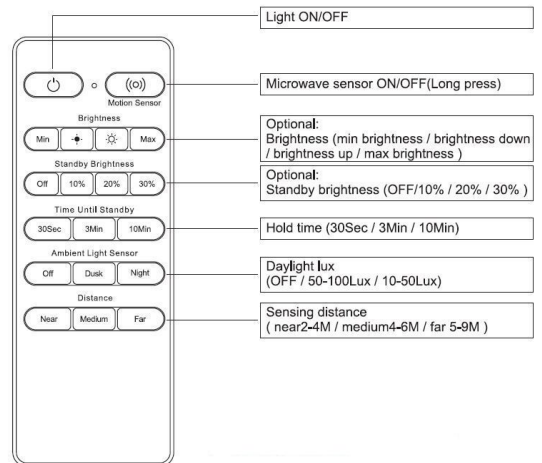 Light ON/OFF
((o))
Motion Sensor
Microwave sensor ON/OFF(Long press)
Brightness
Min Max
Optional:
Brightness (min brightness / brightness down
/ brightness up / max brightness )
Standby Brightness
Off 10% 20% 30%
Optional:
Standby brightness (OFF/10% / 20% / 30% )
Time Until Standby
30Sec 3Min 10Min
Hold time (30Sec / 3Min / 10Min)
Ambient Light Sensor
Off Dusk Night
Daylight lux
(OFF / 50-100Lux / 10-50Lux)
Distance
Near Medium Far
Sensing distance
( near2-4M / medium4-6M / far 5-9M )